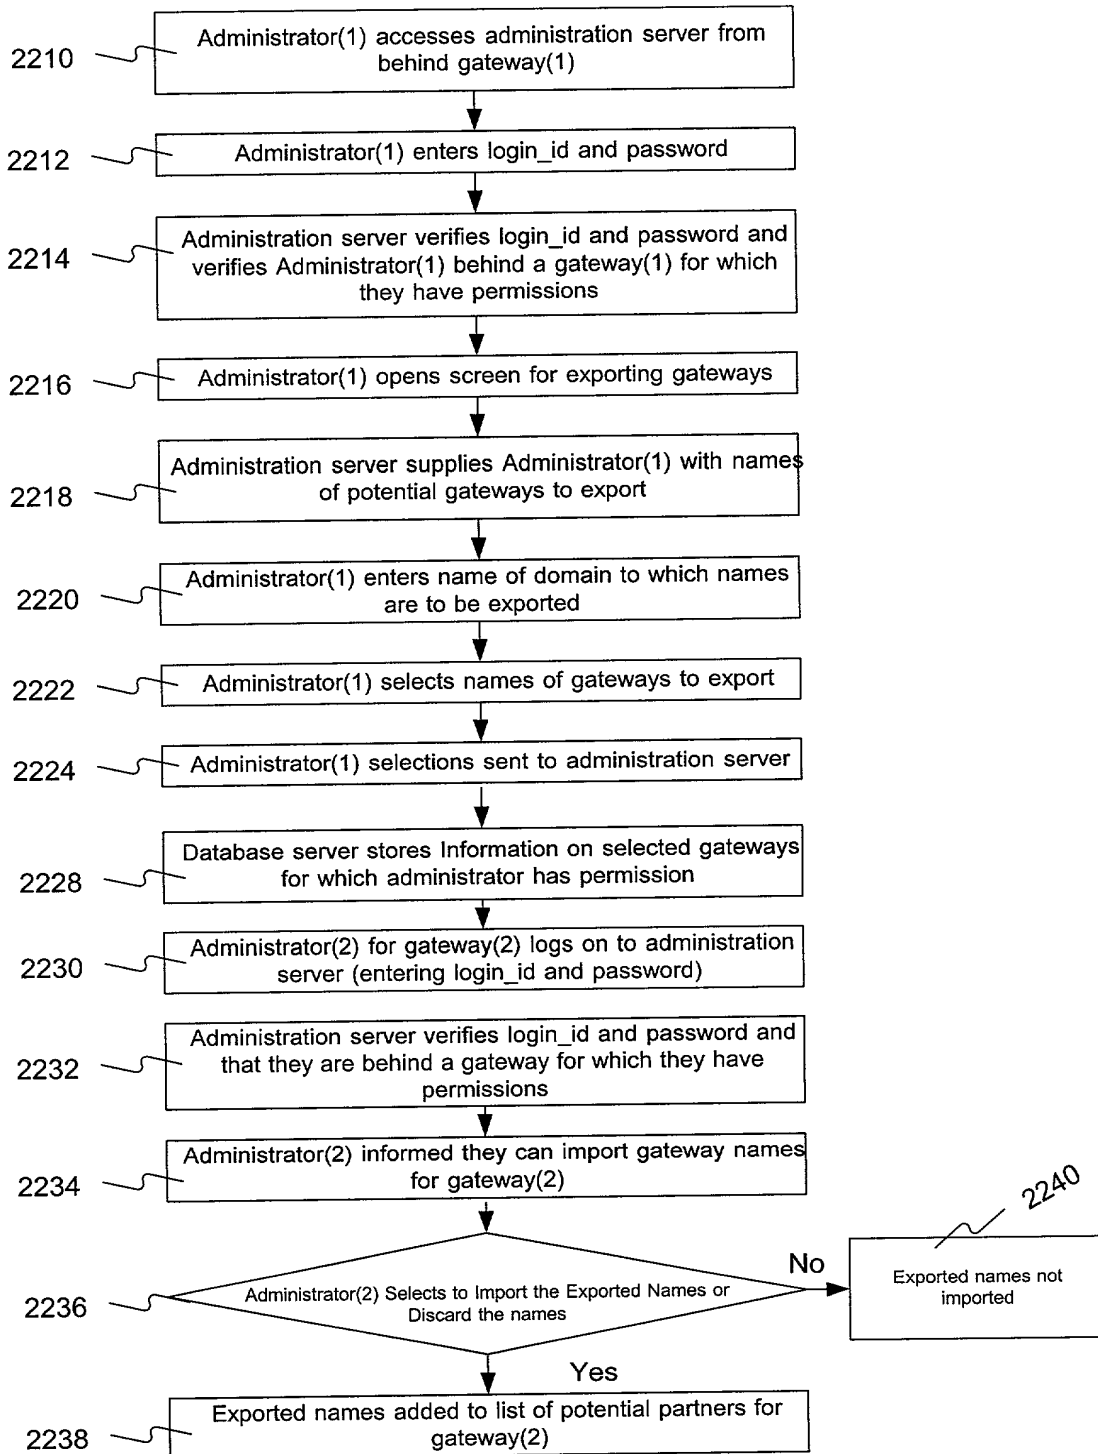 2210
Administrator(1) accesses administration server from
behind gateway(1)
2212
Administrator(1) enters login_id and password
2214
Administration server verifies login_id and password and
verifies Administrator(1) behind a gateway(1) for which
they have permissions
2216
Administrator(1) opens screen for exporting gateways
2218
Administration server supplies Administrator(1) with names
of potential gateways to export
2220
Administrator(1) enters name of domain to which names
are to be exported
2222
Administrator(1) selects names of gateways to export
2224
Administrator(1) selections sent to administration server
2228
Database server stores Information on selected gateways
for which administrator has permission
2230
Administrator(2) for gateway(2) logs on to administration
server (entering login_id and password)
2232
Administration server verifies login_id and password and
that they are behind a gateway for which they have
permissions
2234
Administrator(2) informed they can import gateway names
for gateway(2)
2236
Administrator(2) Selects to Import the Exported Names or
Discard the names
No
2240
Exported names not
imported
Yes
2238
Exported names added to list of potential partners for
gateway(2)